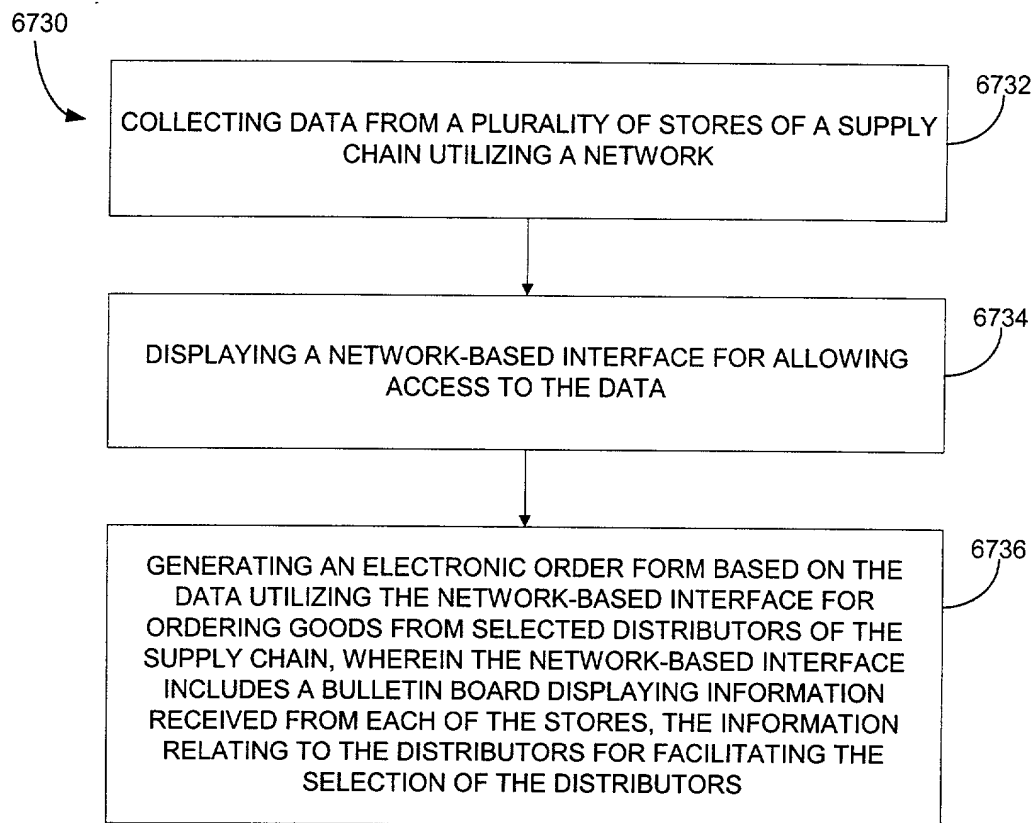 6730
6732
COLLECTING DATA FROM A PLURALITY OF STORES OF A SUPPLY
CHAIN UTILIZING A NETWORK
6734
DISPLAYING A NETWORK-BASED INTERFACE FOR ALLOWING
ACCESS TO THE DATA
6736
GENERATING AN ELECTRONIC ORDER FORM BASED ON THE
DATA UTILIZING THE NETWORK-BASED INTERFACE FOR
ORDERING GOODS FROM SELECTED DISTRIBUTORS OF THE
SUPPLY CHAIN, WHEREIN THE NETWORK-BASED INTERFACE
INCLUDES A BULLETIN BOARD DISPLAYING INFORMATION
RECEIVED FROM EACH OF THE STORES, THE INFORMATION
RELATING TO THE DISTRIBUTORS FOR FACILITATING THE
SELECTION OF THE DISTRIBUTORS